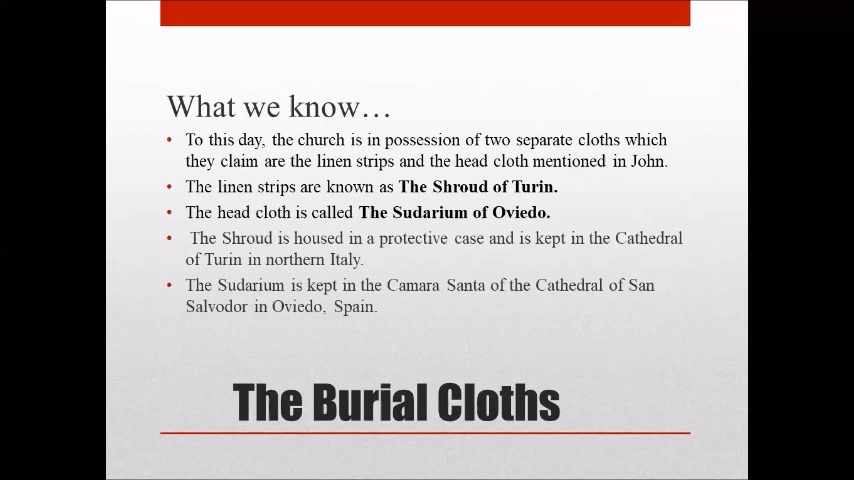 What we know…
• To this day, the church is in possession of two separate cloths which
they claim are the linen strips and the head cloth mentioned in John.
• The linen strips are known as The Shroud of Turin.
• The head cloth is called The Sudarium of Oviedo.
• The Shroud is housed in a protective case and is kept in the Cathedral
of Turin in northern Italy.
• The Sudarium is kept in the Camara Santa of the Cathedral of San
Salvodor in Oviedo, Spain.
The Burial Cloths